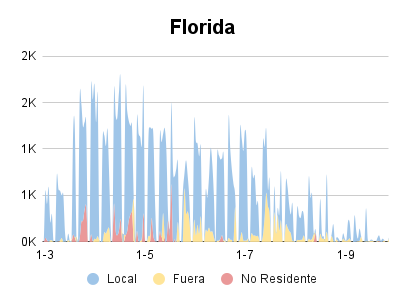 Florida
2K
2K
1K
1K
0K
1-3 1-5 1-7 1-9
Local Fuera No Residente